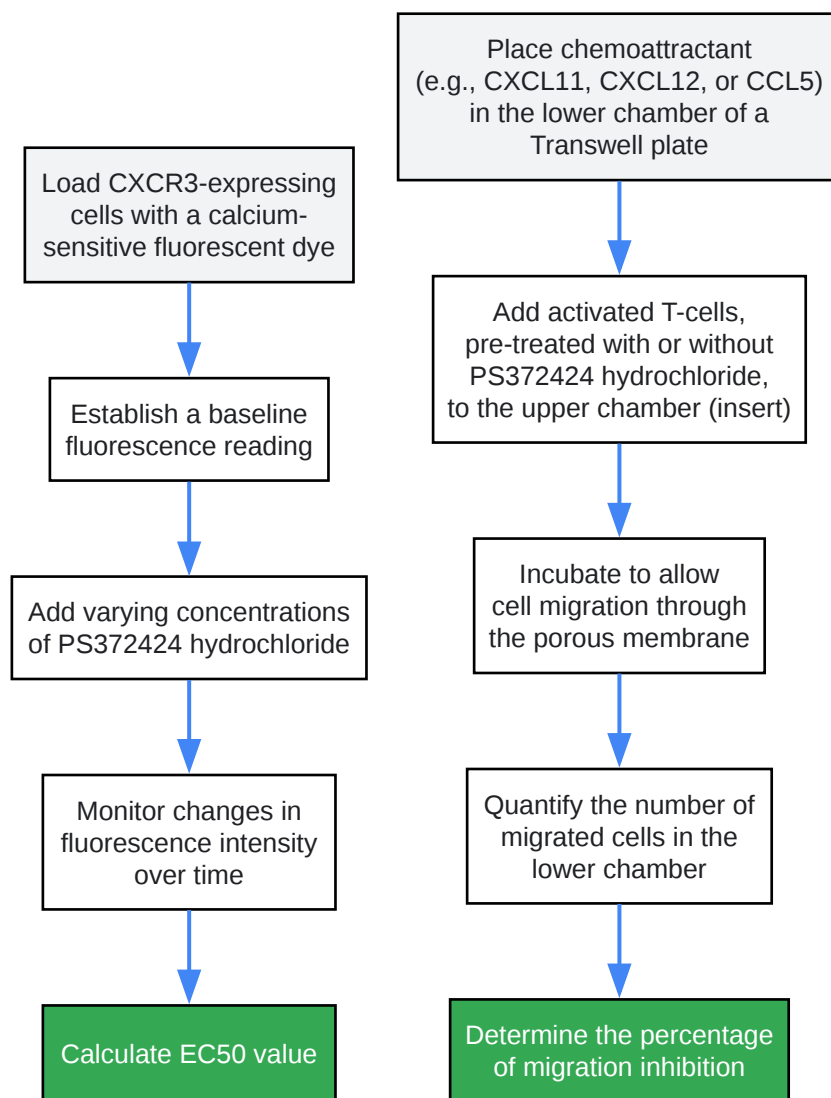 Load CXCR3-expressing
cells with a calcium-
sensitive fluorescent dye
Establish a baseline
fluorescence reading
Add varying concentrations
of PS372424 hydrochloride
Monitor changes in
fluorescence intensity
over time
Calculate EC50 value
Place chemoattractant
(e.g., CXCL11, CXCL12, or CCL5)
in the lower chamber of a
Transwell plate
Add activated T-cells,
pre-treated with or without
PS372424 hydrochloride,
to the upper chamber (insert)
Incubate to allow
cell migration through
the porous membrane
Quantify the number of
migrated cells in the
lower chamber
Determine the percentage
of migration inhibition